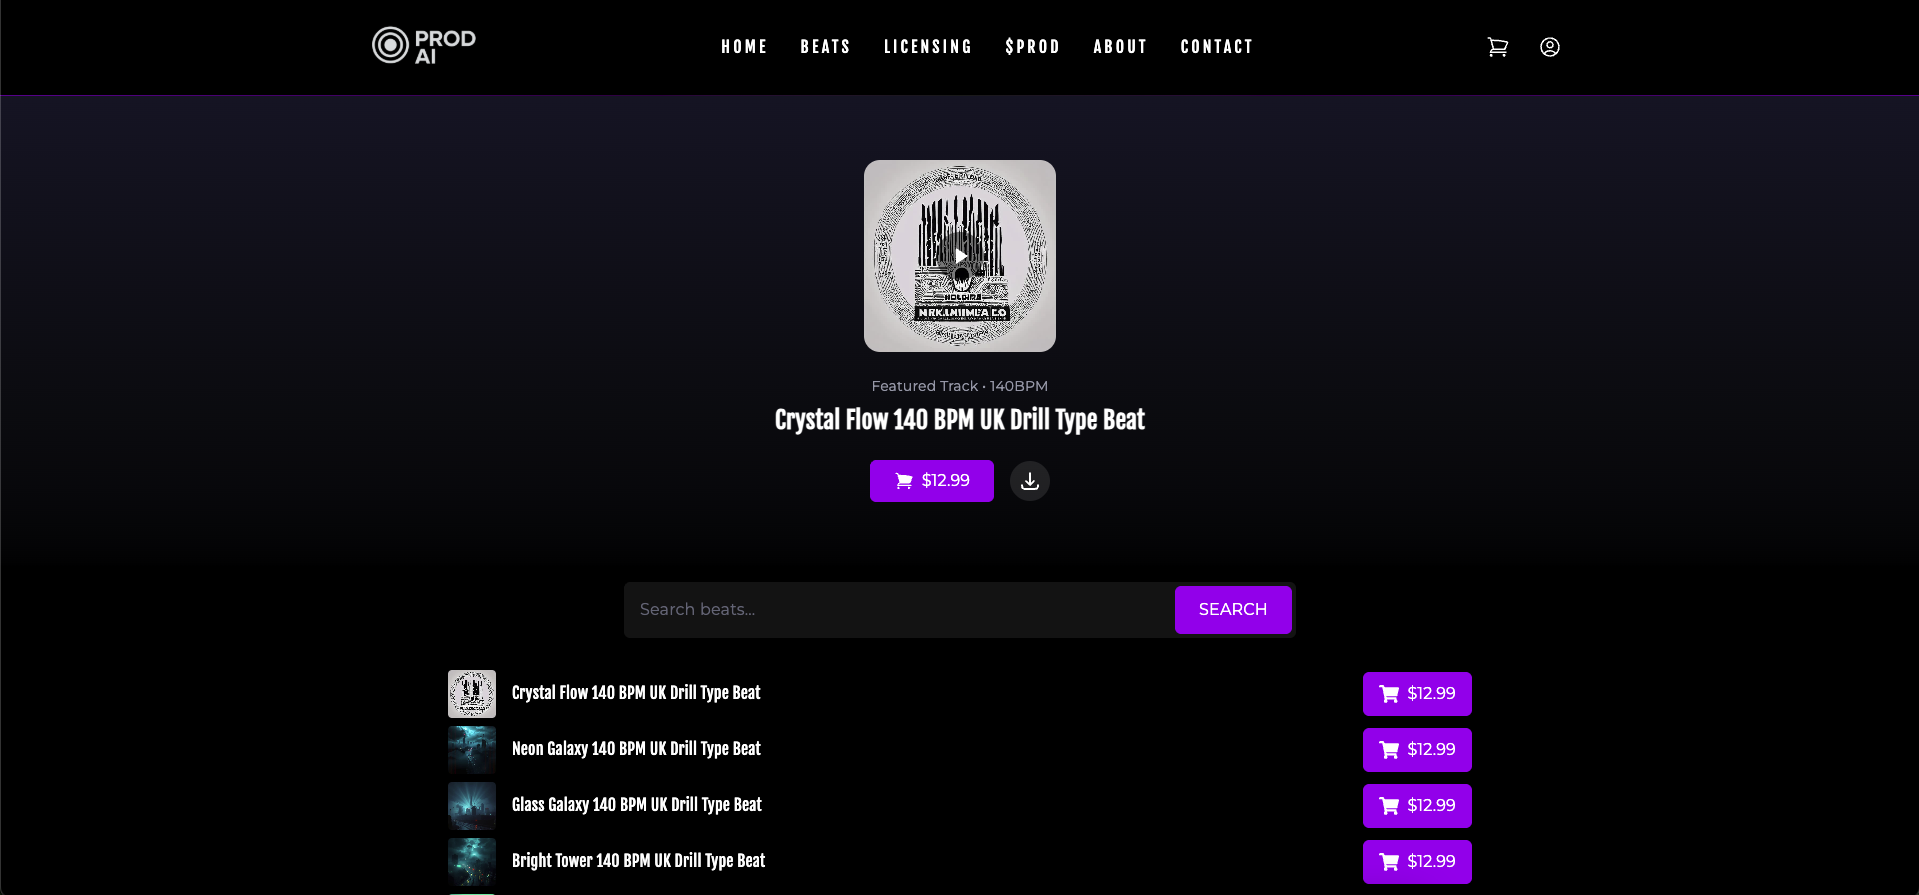 PROD
AI
HOME BEATS LICENSING $PROD ABOUT CONTACT
HOLDIRS
Featured Track • 140BPM
Crystal Flow 140 BPM UK Drill Type Beat
$12.99
Search beats...
SEARCH
Crystal Flow 140 BPM UK Drill Type Beat
$12.99
Neon Galaxy 140 BPM UK Drill Type Beat
$12.99
Glass Galaxy 140 BPM UK Drill Type Beat
$12.99
Bright Tower 140 BPM UK Drill Type Beat
$12.99